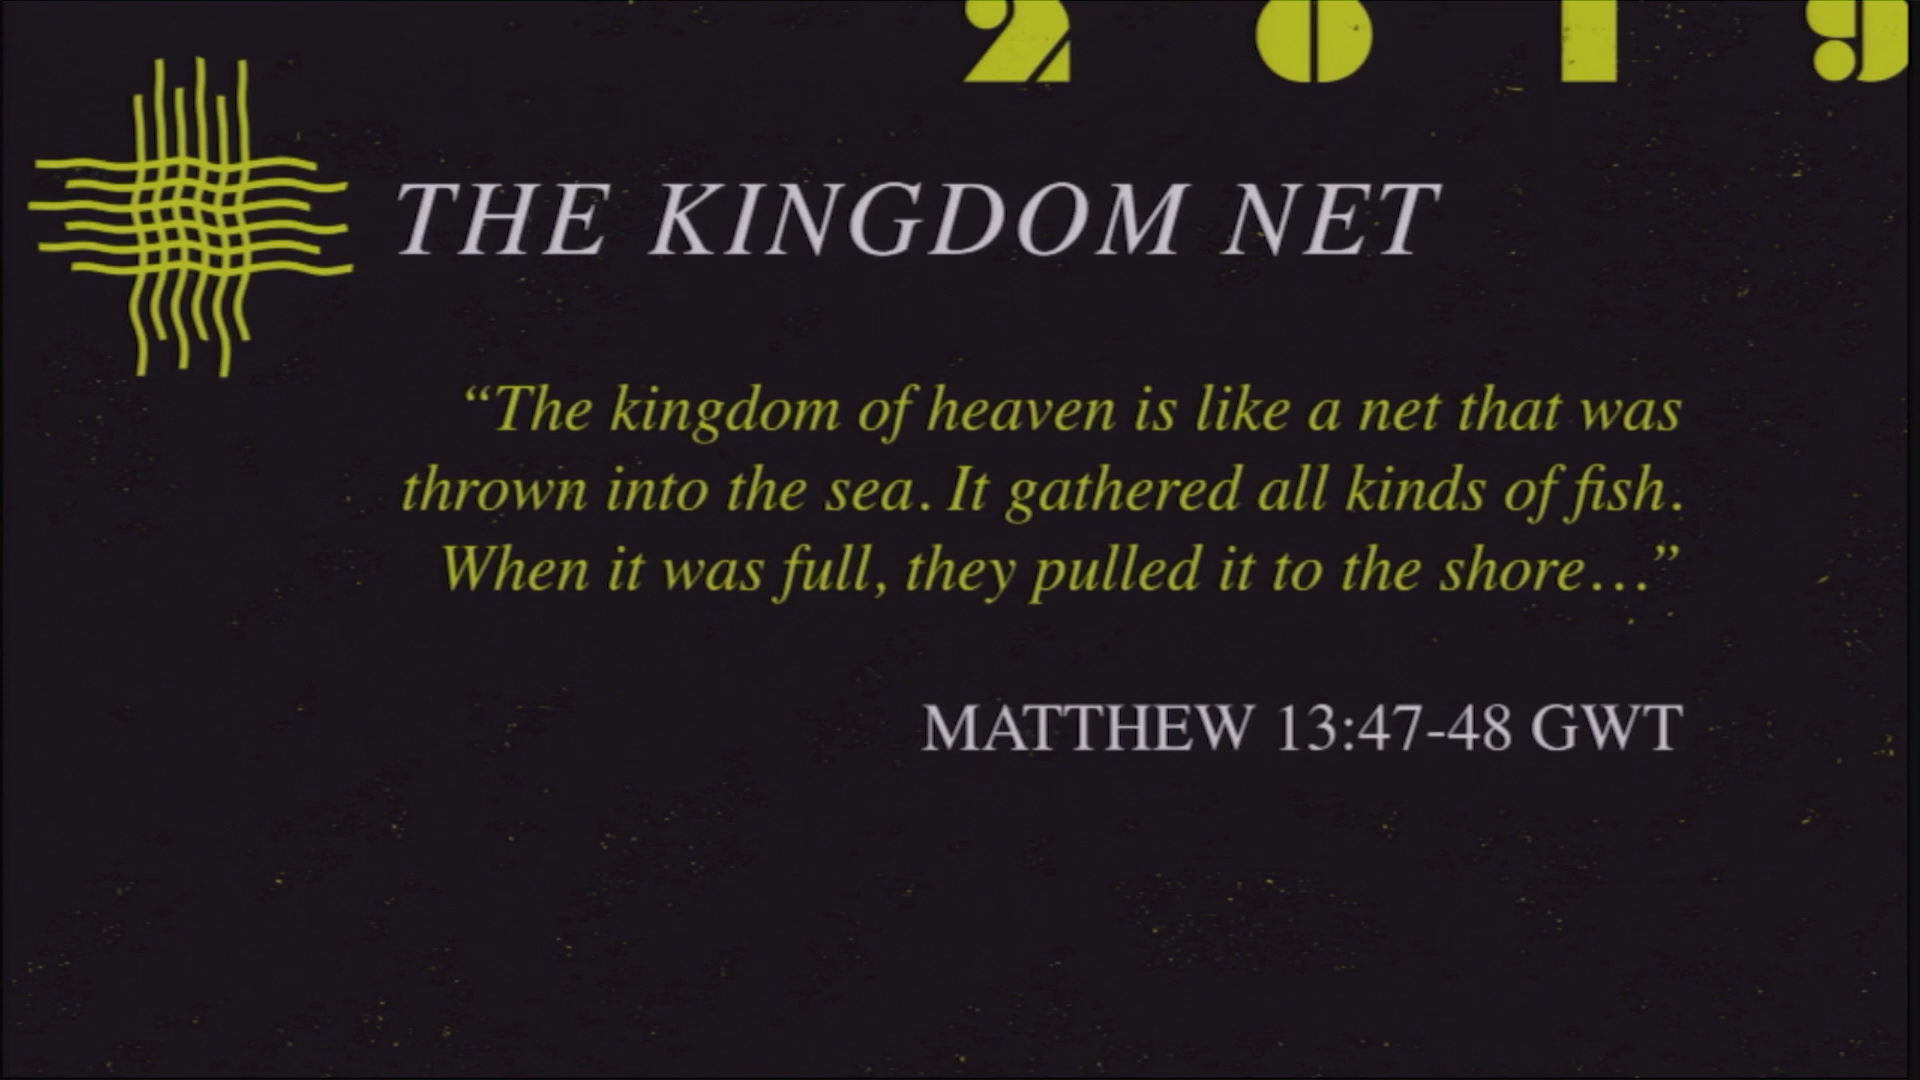 2019
THE KINGDOM NET
“The kingdom of heaven is like a net that was
thrown into the sea. It gathered all kinds of fish.
When it was full, they pulled it to the shore…”
MATTHEW 13:47-48 GWT